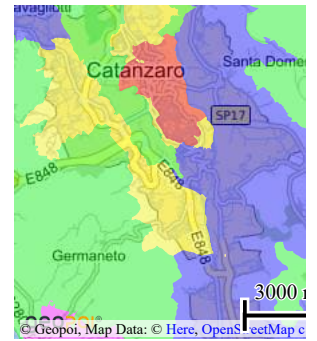 Catanzaro
Santa Dome
SP17
E848
E848
E848
Germaneto
3000
© Geopoi, Map Data: © Here, OpenStreetMap c